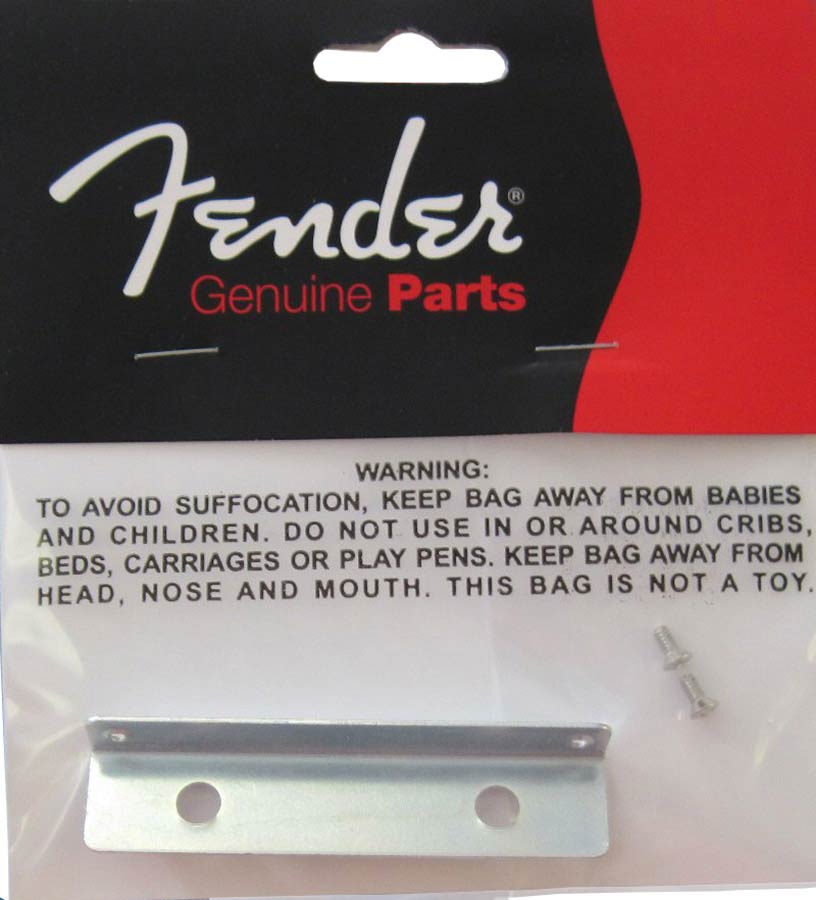 Fender®
Genuine Parts
WARNING:
TO AVOID SUFFOCATION, KEEP BAG AWAY FROM BABIES
AND CHILDREN. DO NOT USE IN OR AROUND CRIBS,
BEDS, CARRIAGES OR PLAY PENS. KEEP BAG AWAY FROM
HEAD, NOSE AND MOUTH. THIS BAG IS NOT A TOY.